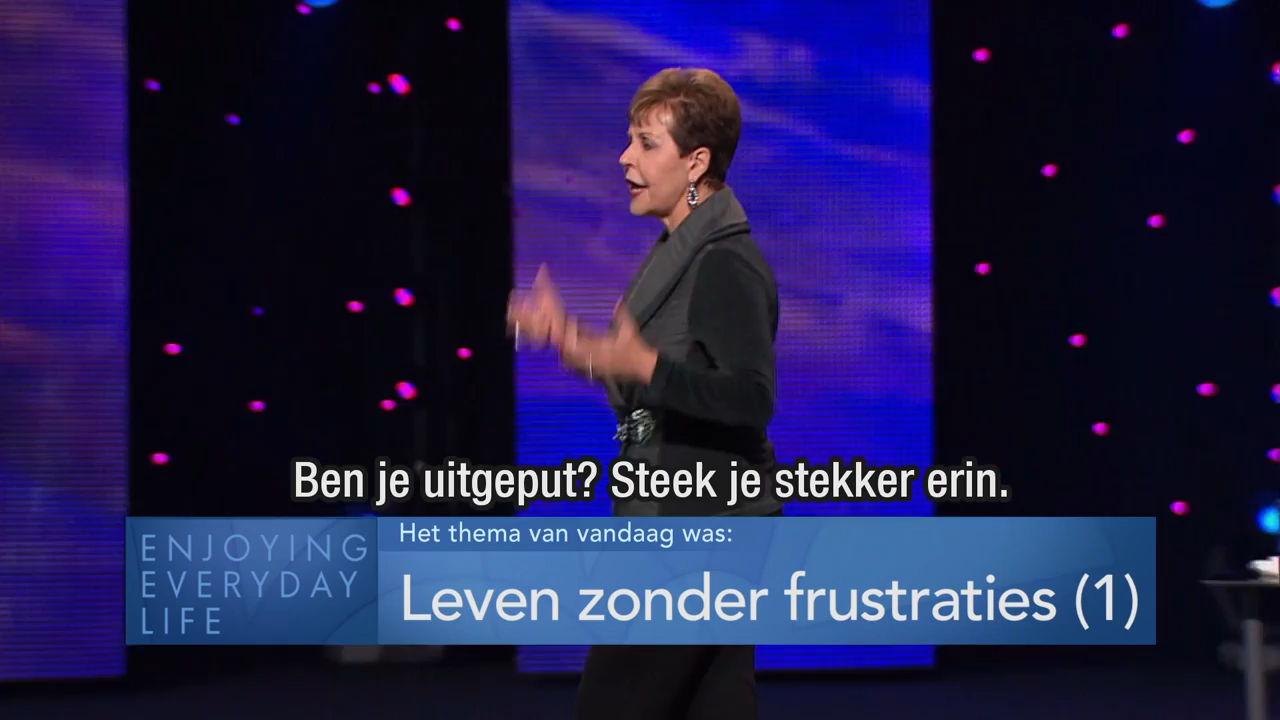 Ben je uitgeput? Steek je stekker erin.
Het thema van vandaag was:
ENJOYING
EVERYDAY
LIFE
Leven zonder frustraties (1)